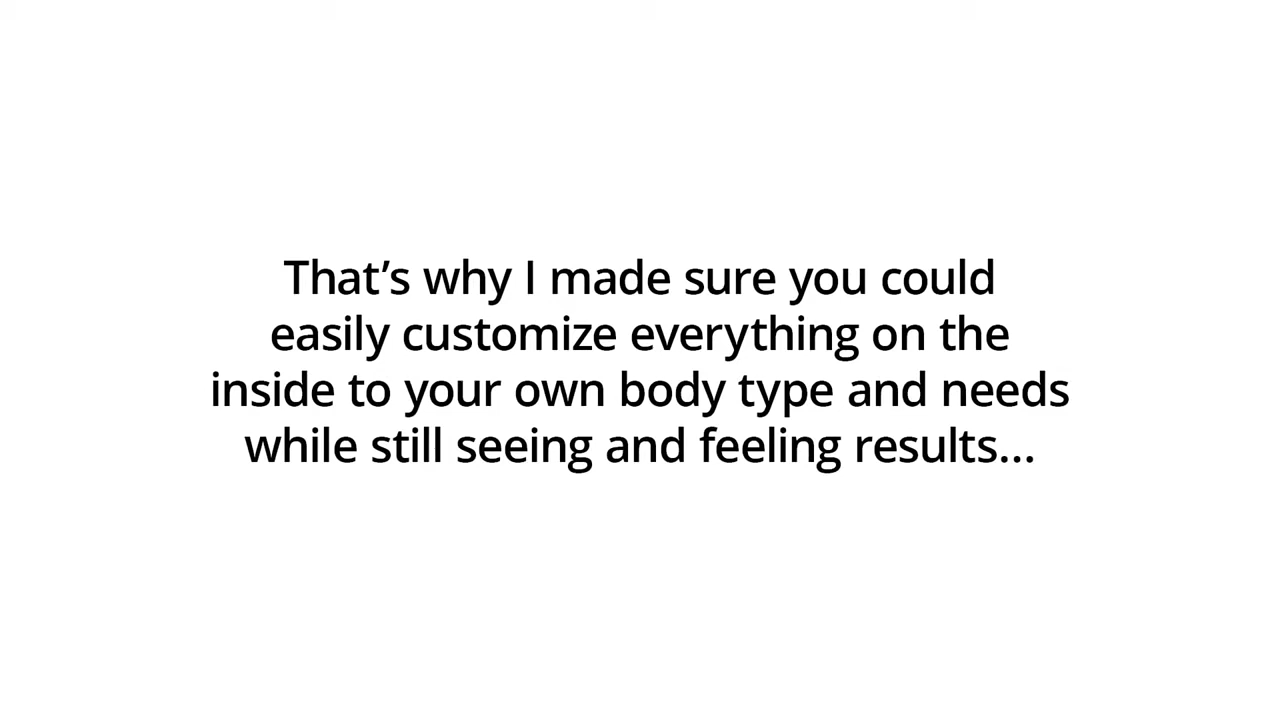 That’s why I made sure you could
easily customize everything on the
inside to your own body type and needs
while still seeing and feeling results...